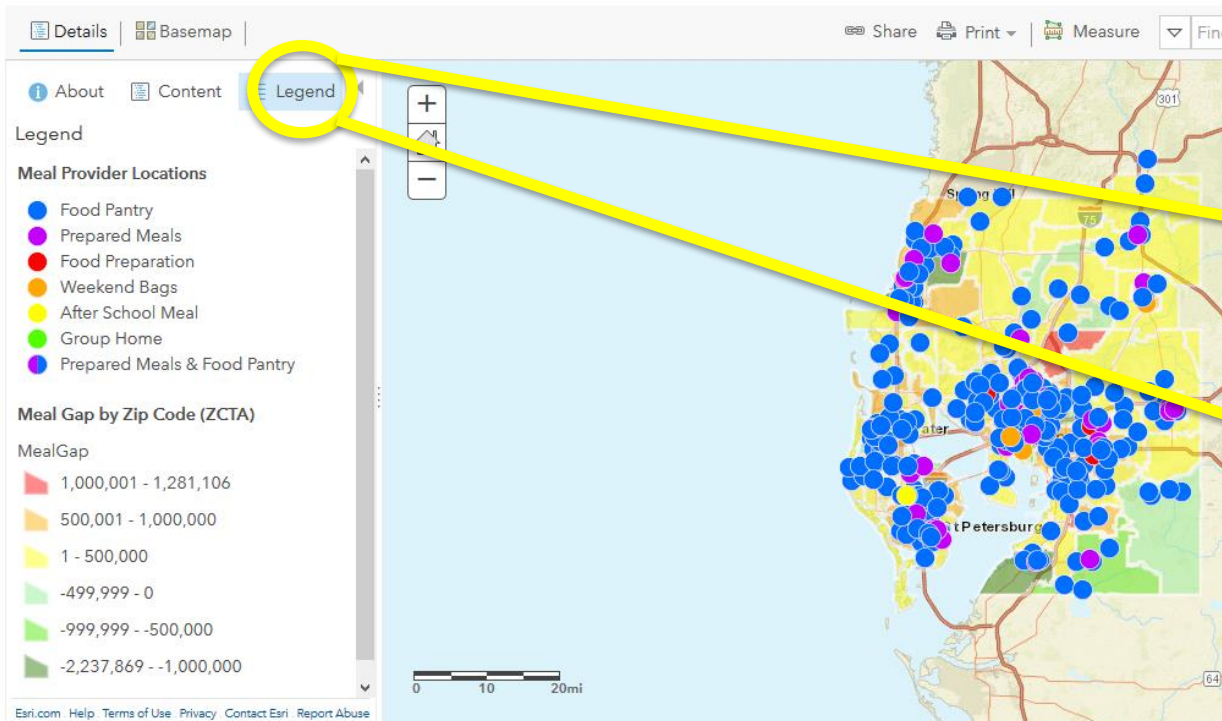 Details
Basemap
Share
Print
Measure
About
Content
Legend
Legend
Meal Provider Locations
Food Pantry
Prepared Meals
Food Preparation
Weekend Bags
After School Meal
Group Home
Prepared Meals & Food Pantry
Meal Gap by Zip Code (ZCTA)
MealGap
1,000,001 - 1,281,106
500,001 - 1,000,000
1 - 500,000
-499,999 - 0
-999,999 - -500,000
-2,237,869 - -1,000,000
Esri.com Help Terms of Use Privacy Contact Esri Report Abuse
301
75
ater
t Petersburg
64
0 10 20mi